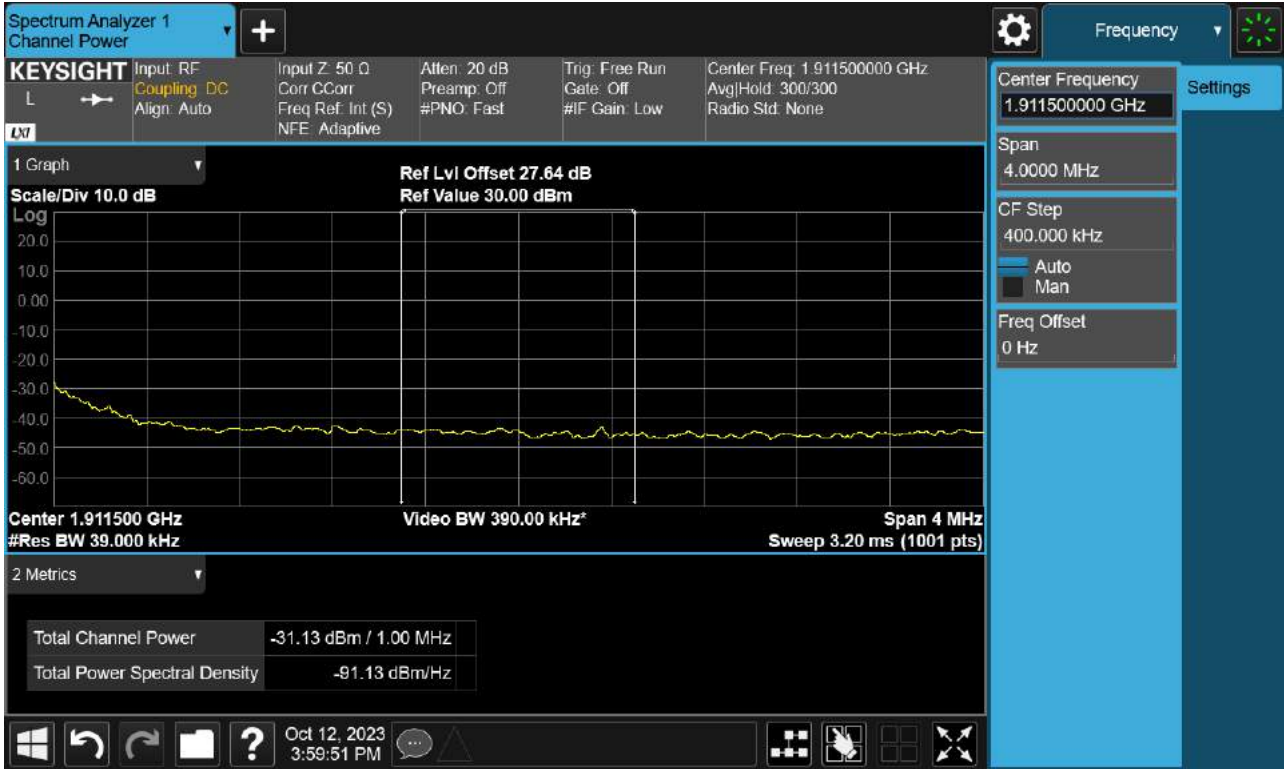 Spectrum Analyzer 1
Channel Power
Frequency
KEYSIGHT
L
LXI
Input: RF
Coupling: DC
Align: Auto
Input Z: 50 Ω
Corr CCorr
Freq Ref: Int (S)
NFE: Adaptive
Atten: 20 dB
Preamp: Off
#PNO: Fast
Trig: Free Run
Gate: Off
#IF Gain: Low
Center Freq: 1.911500000 GHz
Avg|Hold: 300/300
Radio Std: None
Center Frequency
1.911500000 GHz
Settings
Span
4.0000 MHz
CF Step
400.000 kHz
Auto
Man
Freq Offset
0 Hz
1 Graph
Scale/Div 10.0 dB
Ref Lvl Offset 27.64 dB
Ref Value 30.00 dBm
Log
20.0
10.0
0.00
-10.0
-20.0
-30.0
-40.0
-50.0
-60.0
Center 1.911500 GHz
#Res BW 39.000 kHz
Video BW 390.00 kHz*
Span 4 MHz
Sweep 3.20 ms (1001 pts)
2 Metrics
Total Channel Power -31.13 dBm / 1.00 MHz
Total Power Spectral Density -91.13 dBm/Hz
?
Oct 12, 2023
3:59:51 PM